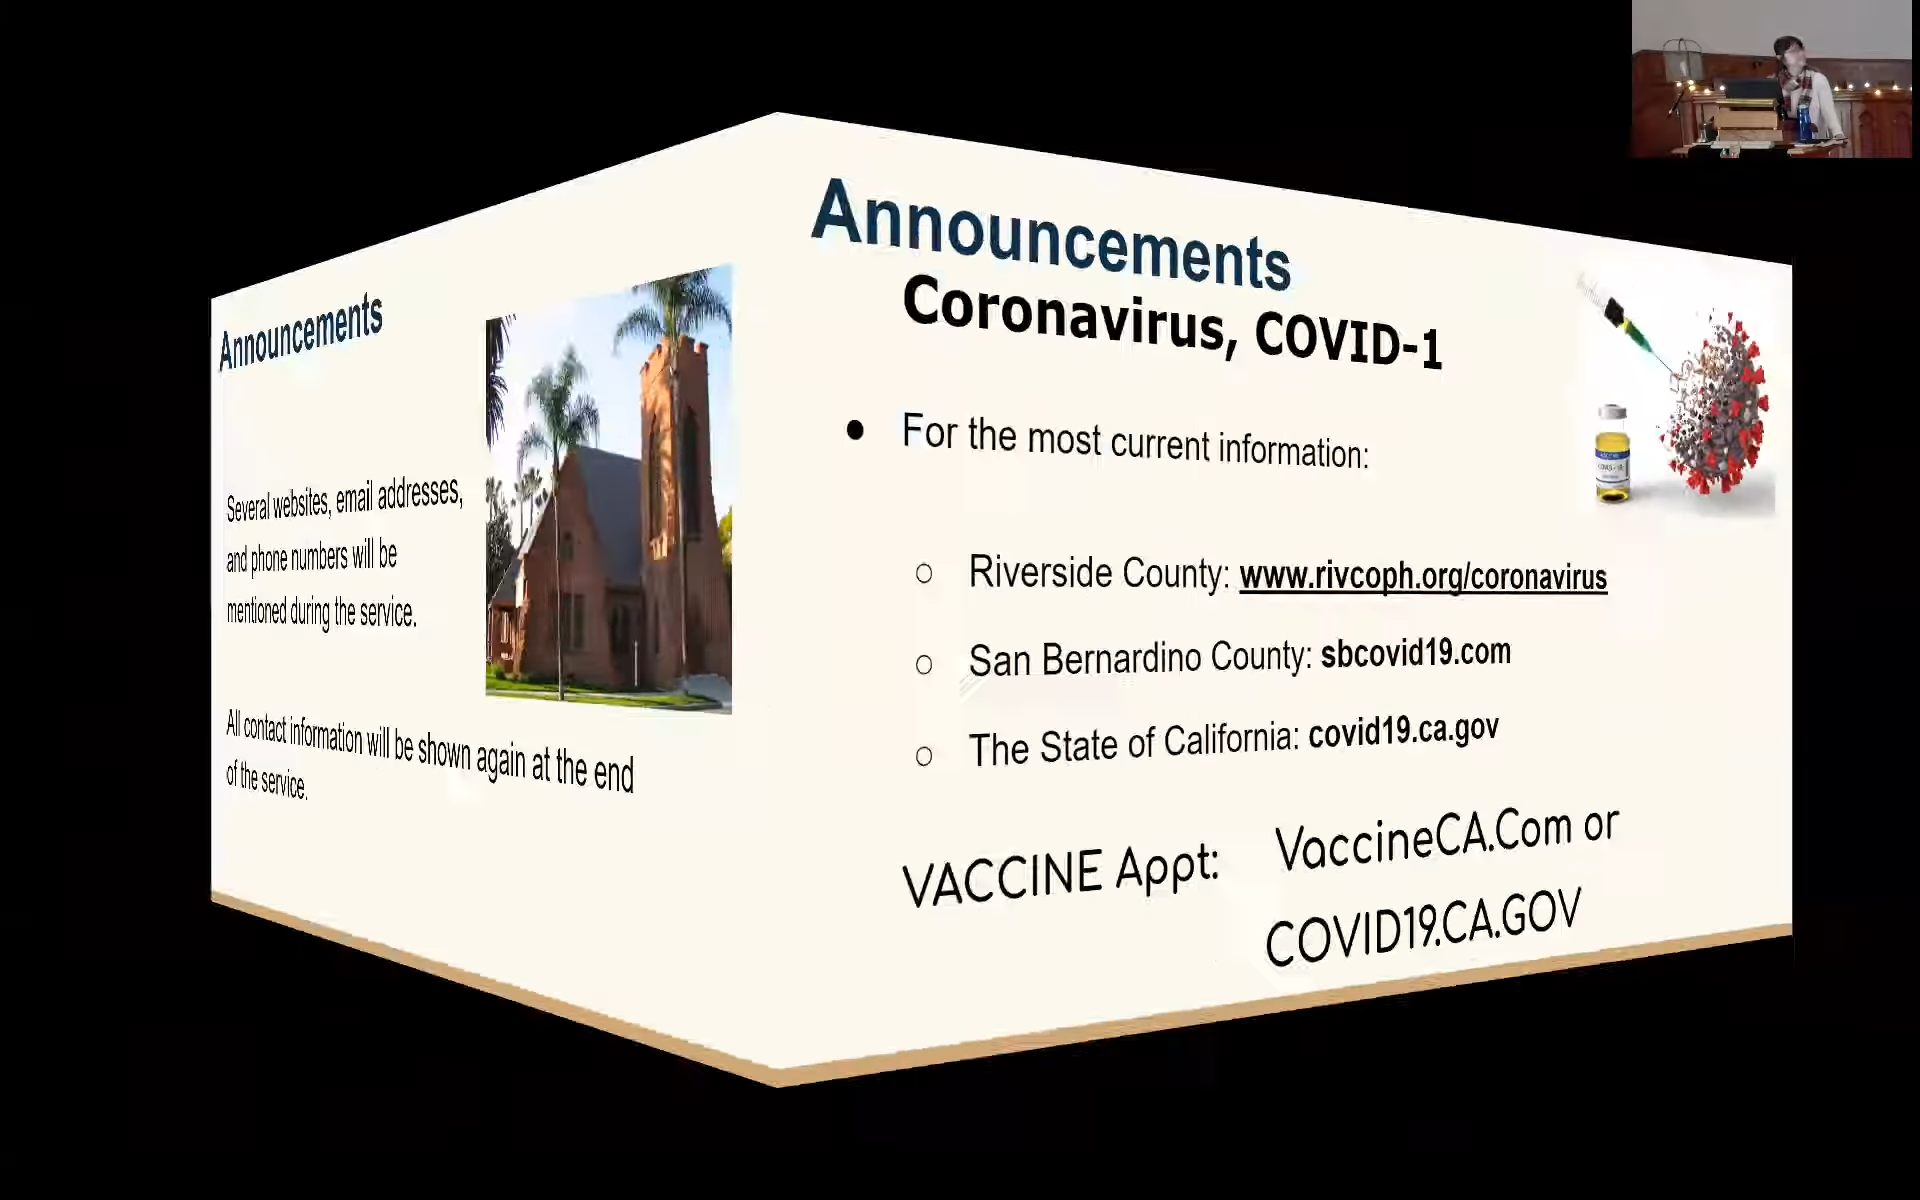 Announcements
Several websites, email addresses,
and phone numbers will be
mentioned during the service.
All contact information will be shown again at the end
of the service.
Announcements
Coronavirus, COVID-1
For the most current information:
Riverside County: www.rivcoph.org/coronavirus
San Bernardino County: sbcovid19.com
The State of California: covid19.ca.gov
VACCINE Appt: VaccineCA.Com or
COVID19.CA.GOV